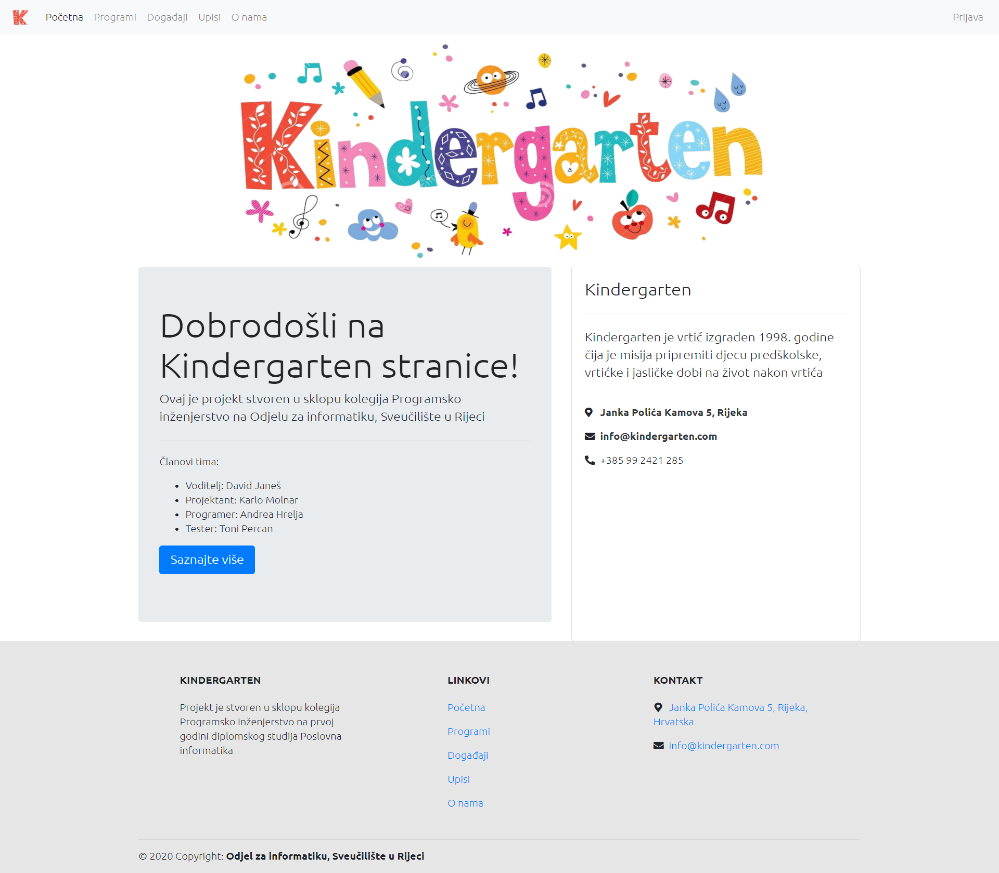 K Početna Programi Događaji Upisi O nama Prijava
Kindergarten
Dobrodošli na
Kindergarten stranice!
Ovaj je projekt stvoren u sklopu kolegija Programsko
inženjerstvo na Odjelu za informatiku, Sveučilište u Rijeci
Članovi tima:
Voditelj: David Janeš
Projektant: Karlo Molnar
Programer: Andrea Hrelja
Tester: Toni Percan
Saznajte više
Kindergarten
Kindergarten je vrtić izgrađen 1998. godine
čija je misija pripremiti djecu predškolske,
vrtićke i jasličke dobi na život nakon vrtića
Janka Polića Kamova 5, Rijeka
info@kindergarten.com
+385 99 2421 285
KINDERGARTEN
Projekt je stvoren u sklopu kolegija
Programsko inženjerstvo na prvoj
godini diplomskog studija Poslovna
informatika
LINKOVI
Početna
Programi
Događaji
Upisi
O nama
KONTAKT
Janka Polića Kamova 5, Rijeka,
Hrvatska
info@kindergarten.com
© 2020 Copyright: Odjel za informatiku, Sveučilište u Rijeci